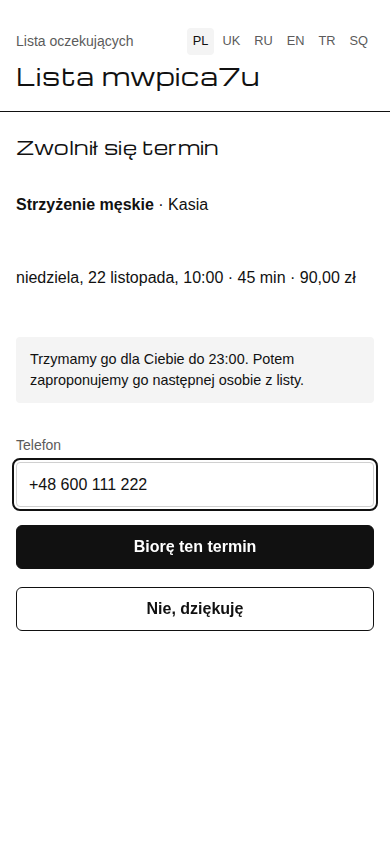 Lista oczekujących
PL UK RU EN TR SQ
Lista mwpica7u
Zwolnił się termin
Strzyżenie męskie · Kasia
niedziela, 22 listopada, 10:00 · 45 min · 90,00 zł
Trzymamy go dla Ciebie do 23:00. Potem
zaproponujemy go następnej osobie z listy.
Telefon
+48 600 111 222
Biorę ten termin
Nie, dziękuję